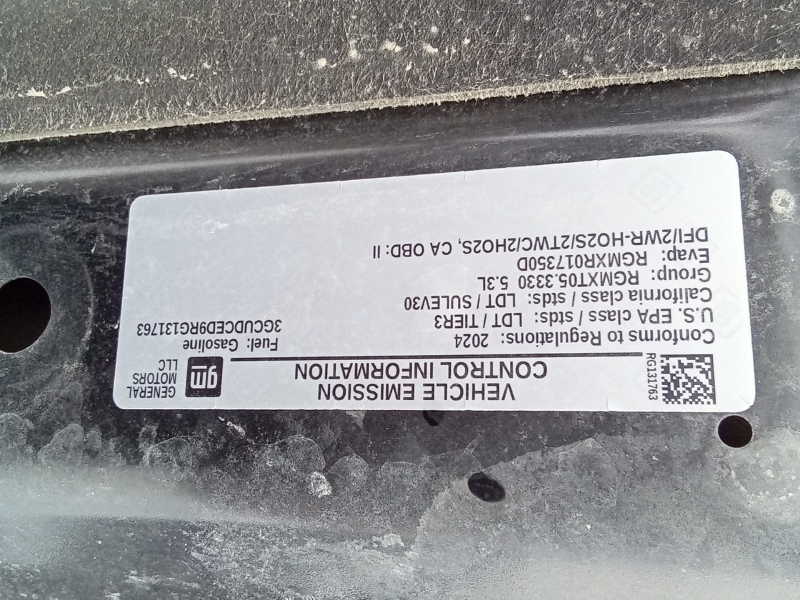 RG131763
VEHICLE EMISSION
CONTROL INFORMATION
gm
GENERAL
MOTORS
LLC
Conforms to Regulations: 2024
U.S. EPA class / stds: LDT / TIER3
California class / stds: LDT / SULEV30
Group: RGMXT05.3330 5.3L
Evap: RGMXR017350D
DFI/2WR-HO2S/2TWC/2HO2S, CA OBD: II
Fuel: Gasoline
3GCUDCED9RG131763